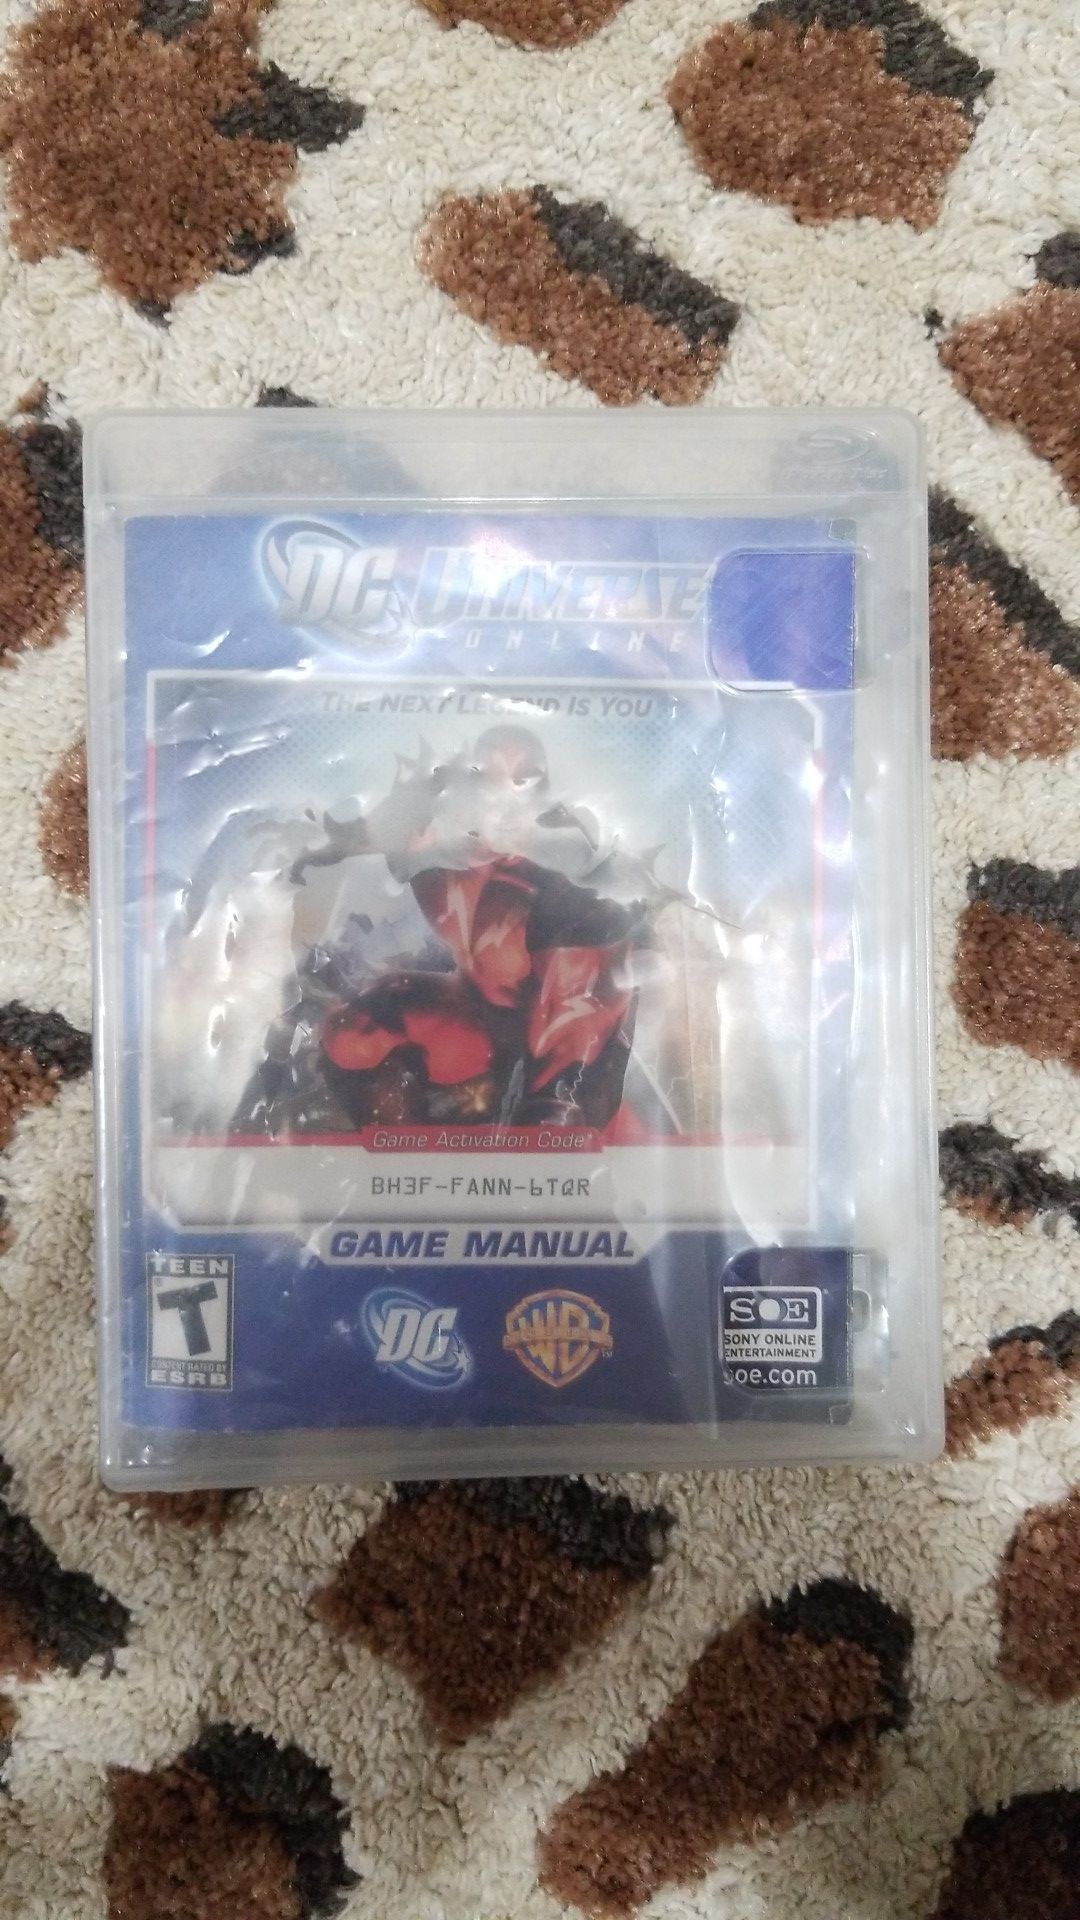 DC UNIVERSE
ONLINE
THE NEXT LEGEND IS YOU
Game Activation Code*
BH3F-FANN-6TQR
GAME MANUAL
TEEN
T
CONTENT RATED BY
ESRB
DC
WB
SOE
SONY ONLINE
ENTERTAINMENT
soe.com